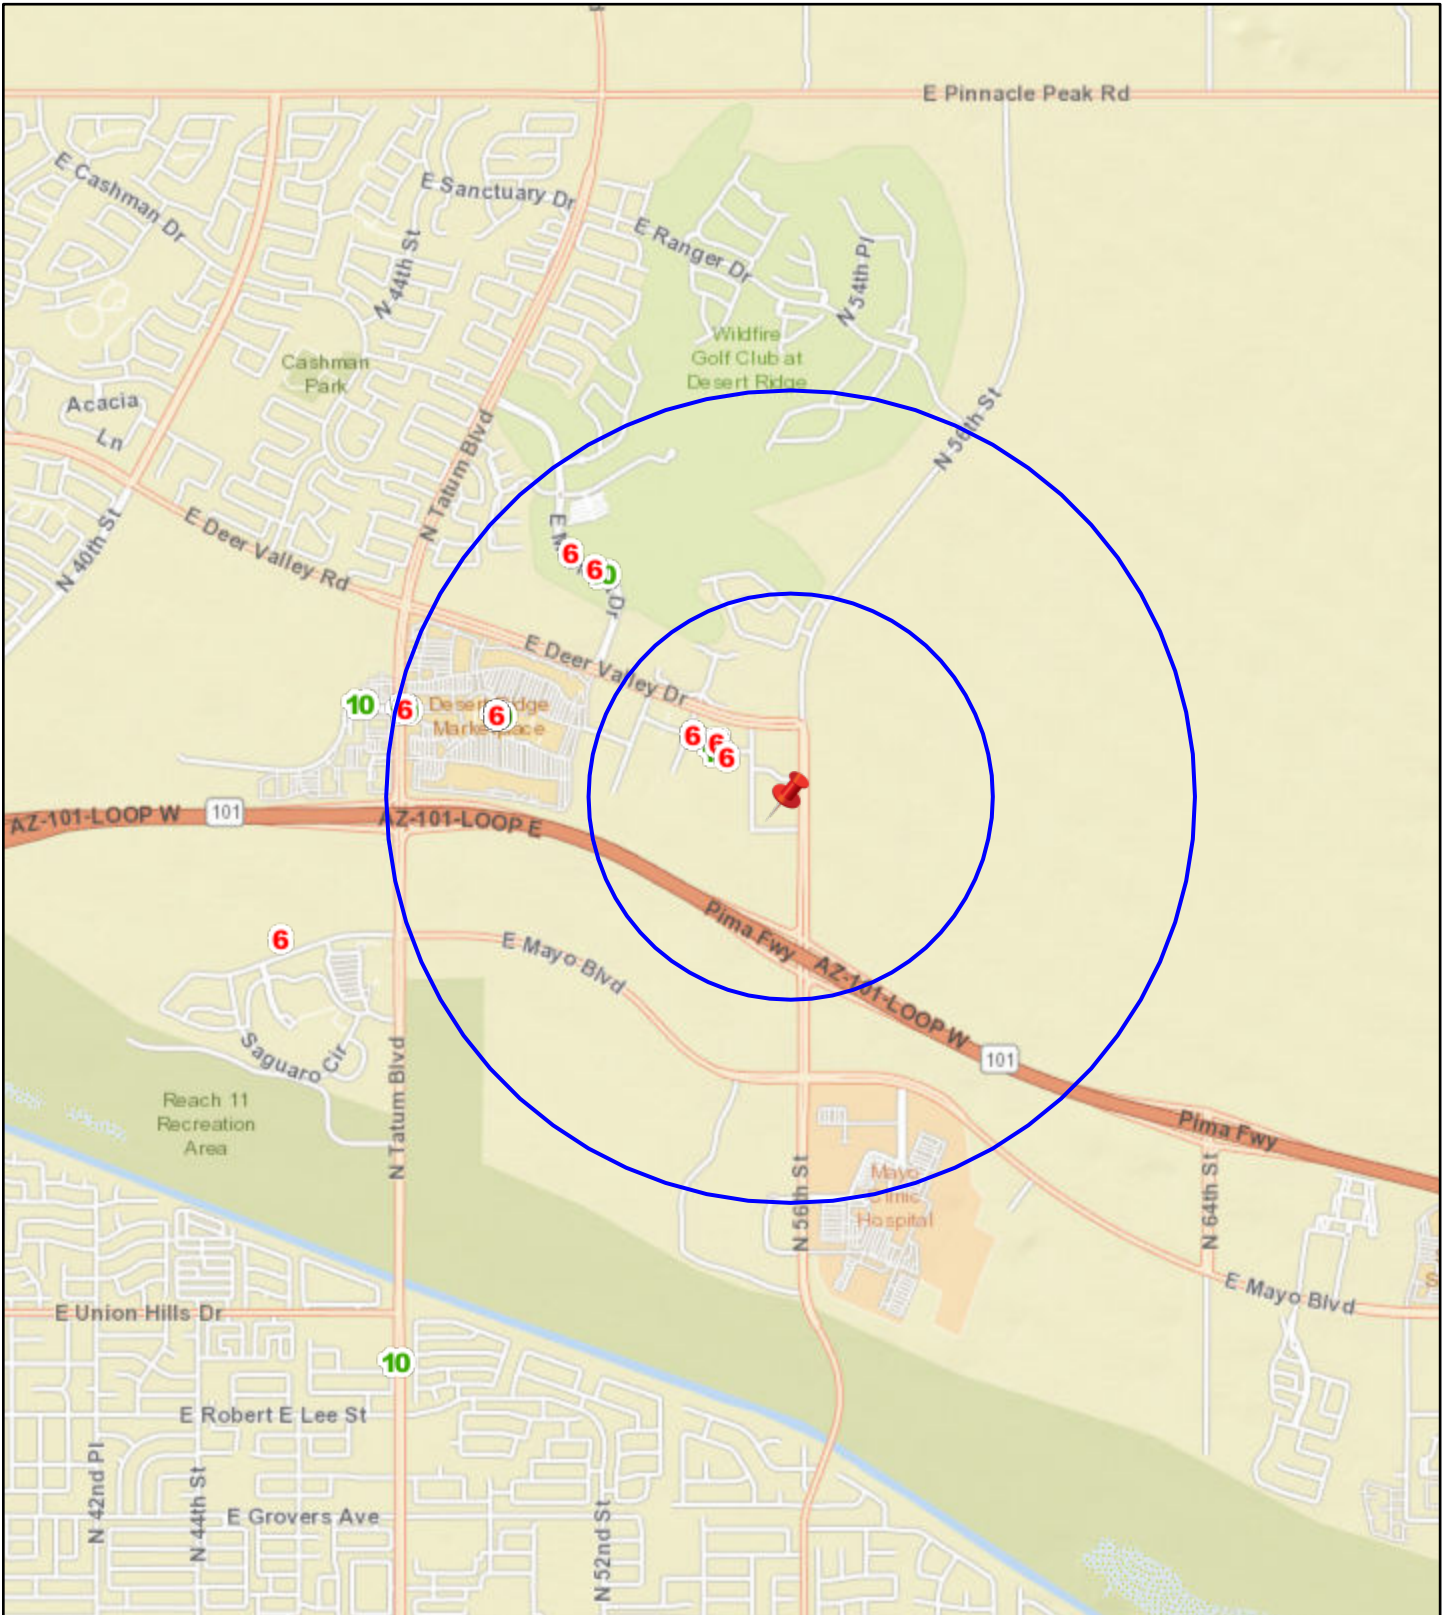 E Pinnacle Peak Rd
E Cashman Dr
E Sanctuary Dr
E Ranger Dr
N 44th St
N 54th Pl
Wildfire
Golf Club at
Desert Ridge
Cashman
Park
Acacia
Ln
N Tatum Blvd
N 56th St
N 40th St
E Deer Valley Rd
6
6
Dr
E Deer Valley Dr
10
6
6
Desert Ridge
Marketplace
6
6
6
AZ-101-LOOP W
101
AZ-101-LOOP E
Pima Fwy
AZ-101-LOOP W
6
E Mayo Blvd
Saguaro Cir
101
N Tatum Blvd
Reach 11
Recreation
Area
Pima Fwy
N 56th St
Mayo
Clinic
Hospital
N 64th St
E Mayo Blvd
E Union Hills Dr
10
E Robert E Lee St
N 42nd Pl
N 44th St
E Grovers Ave
N 52nd St